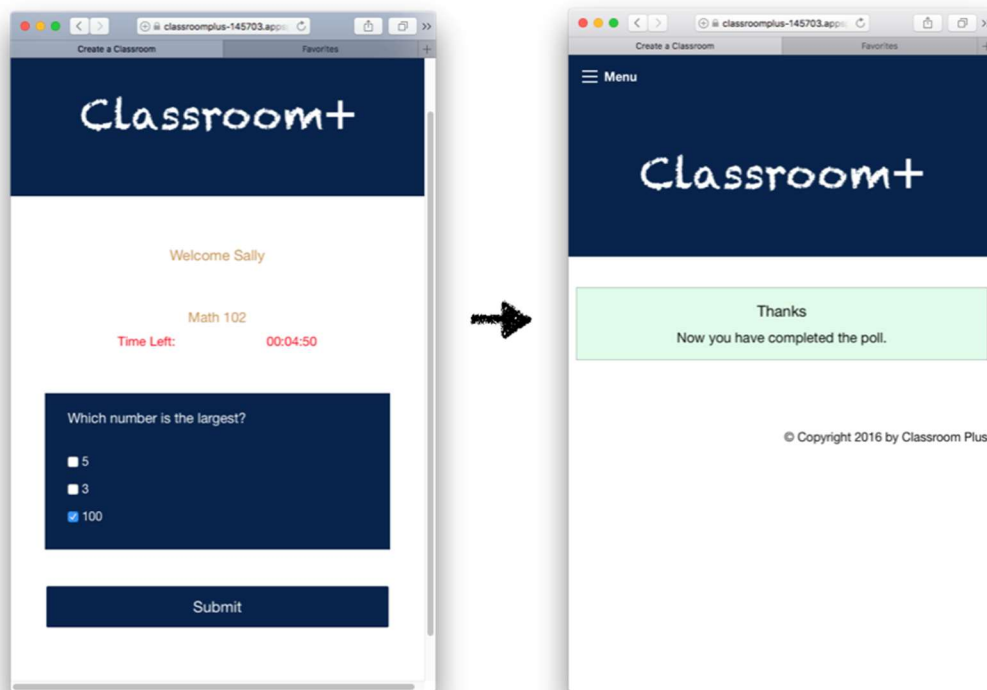 classroomplus-145703.apps
Create a Classroom
Favorites
Classroom+
Welcome Sally
Math 102
Time Left: 00:04:50
Which number is the largest?
5
3
100
Submit
classroomplus-145703.apps
Create a Classroom
Favorites
Menu
Classroom+
Thanks
Now you have completed the poll.
© Copyright 2016 by Classroom Plus